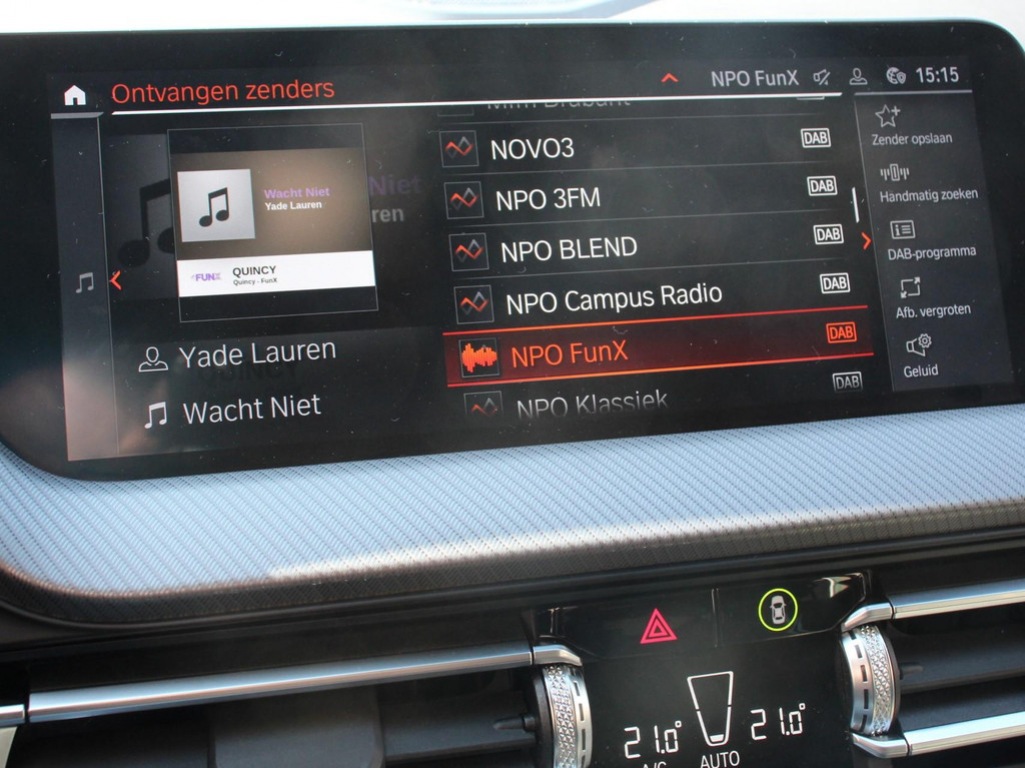 Ontvangen zenders
NPO FunX
15:15
Wacht Niet
Yade Lauren
FUNX
QUINCY
Quincy - FunX
Niet
ren
Yade Lauren
Wacht Niet
NOVO3 DAB
NPO 3FM DAB
NPO BLEND DAB
NPO Campus Radio DAB
NPO FunX DAB
NPO Klassiek DAB
Zender opslaan
Handmatig zoeken
DAB-programma
Afb. vergroten
Geluid
21.0°
21.0°
A/C
AUTO